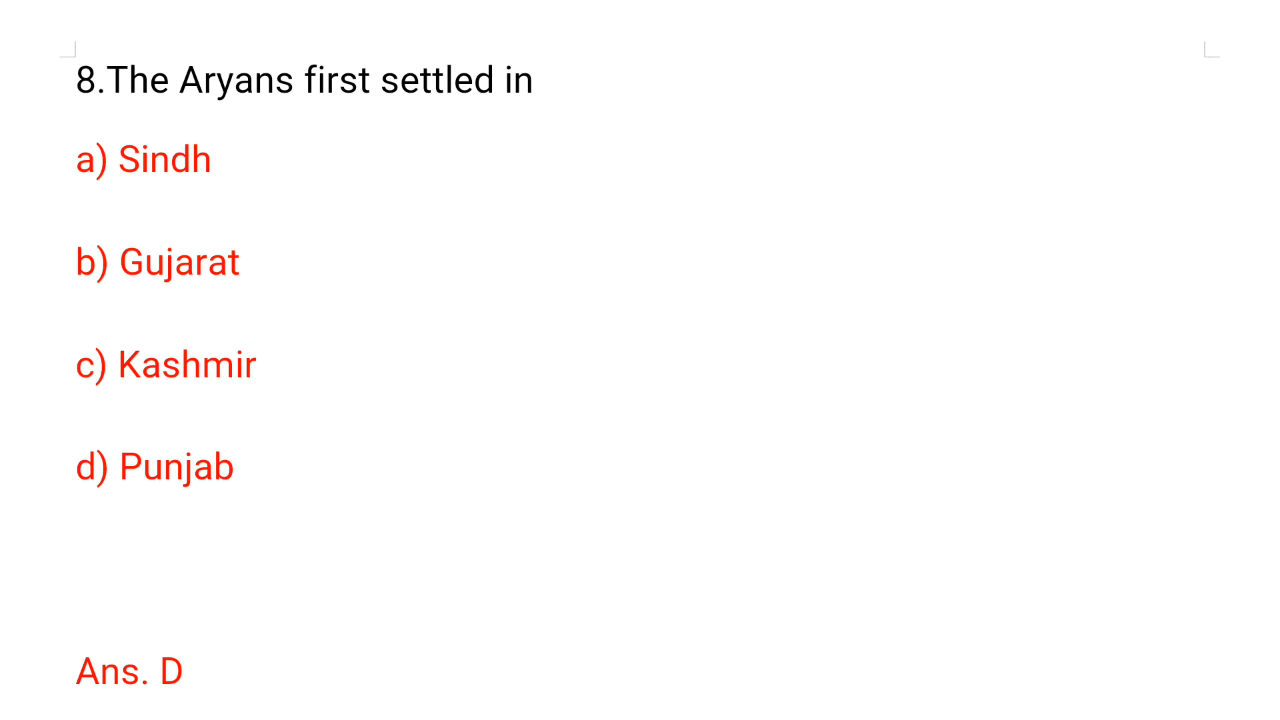 8.The Aryans first settled in
a) Sindh
b) Gujarat
c) Kashmir
d) Punjab
Ans. D